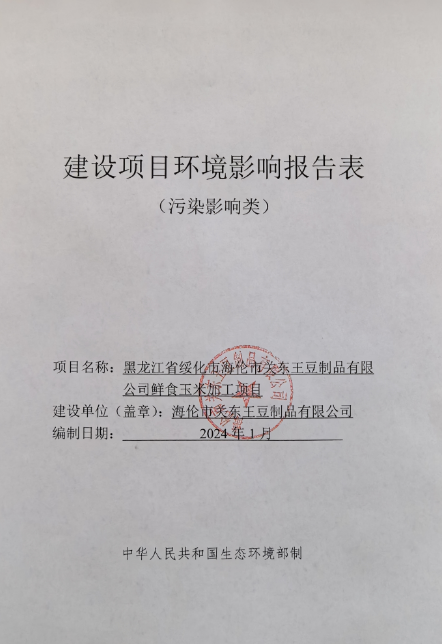 建设项目环境影响报告表
（污染影响类）
项目名称：黑龙江省绥化市海伦市关东王豆制品有限
公司鲜食玉米加工项目
建设单位（盖章）：海伦市关东王豆制品有限公司
编制日期：2024 年 1 月
中华人民共和国生态环境部制